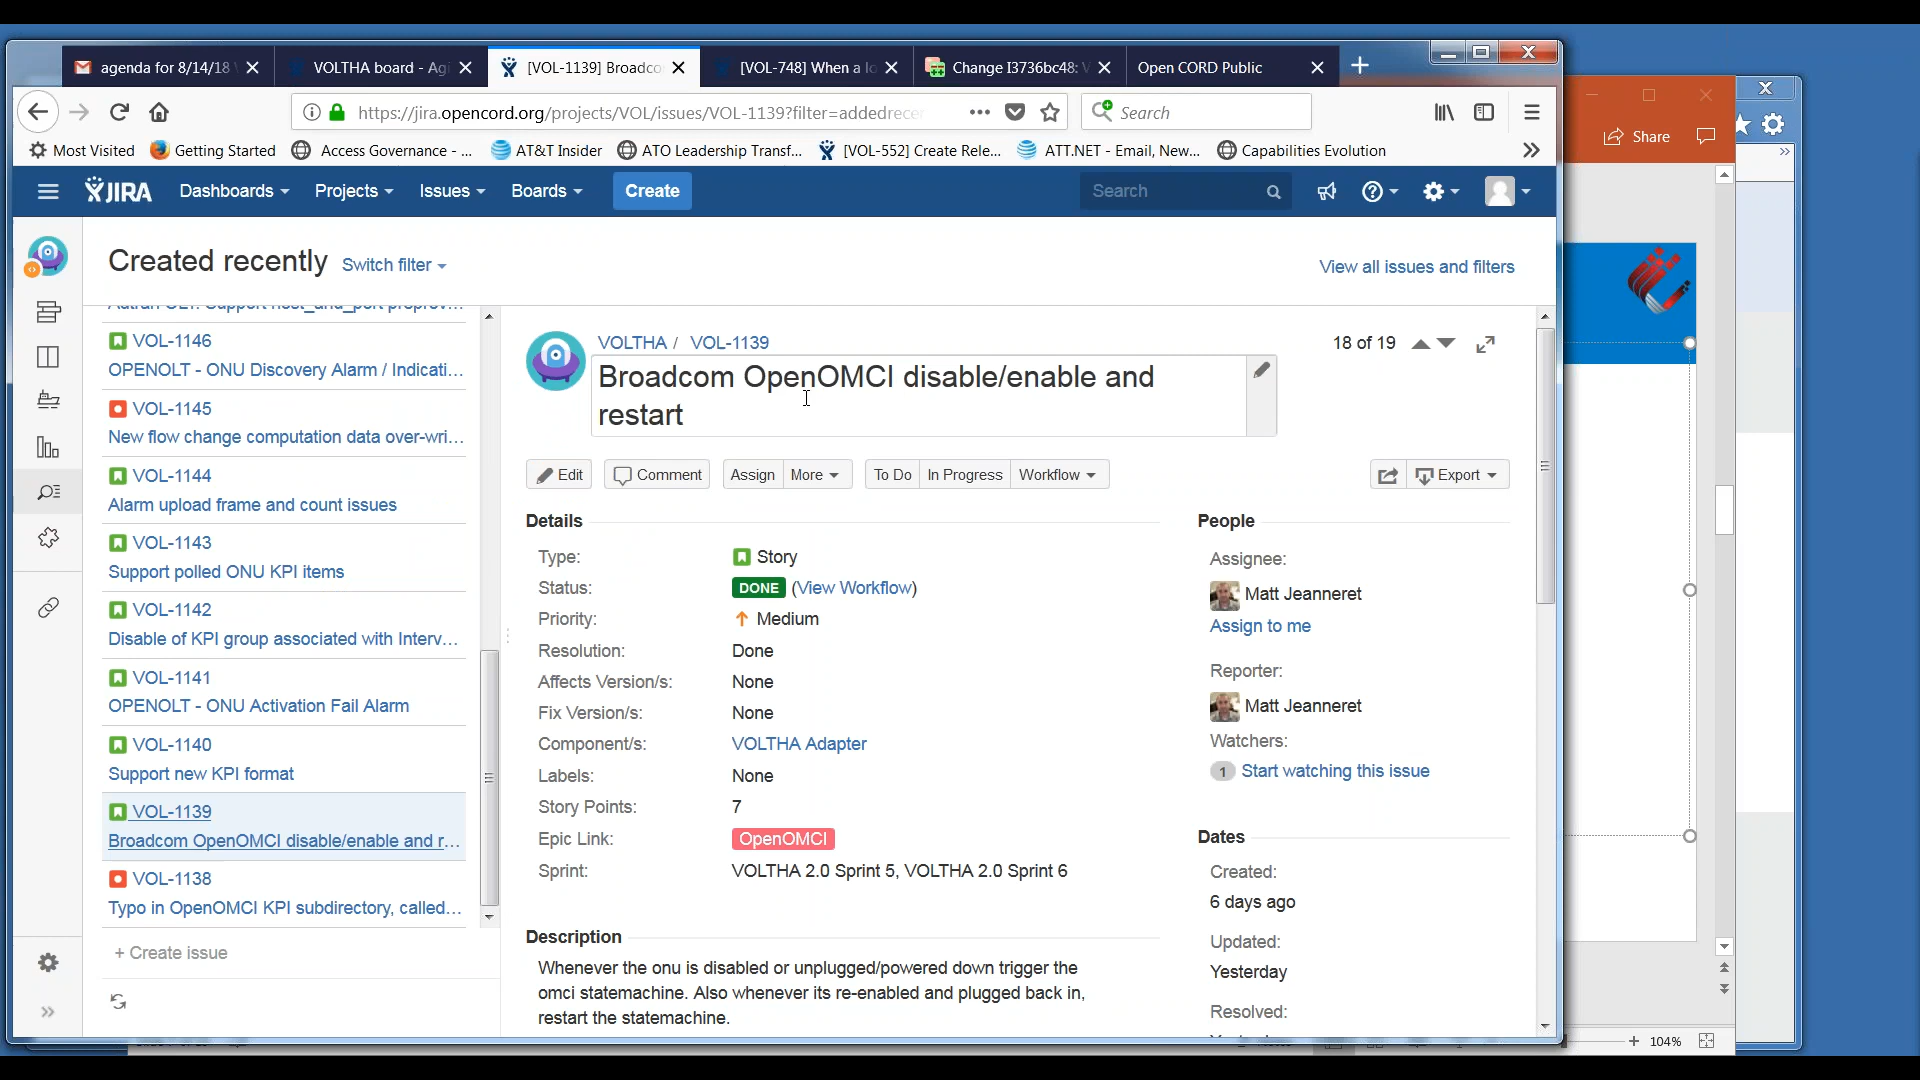 agenda for 8/14/18
VOLTHA board - Ag
[VOL-1139] Broadco
[VOL-748] When a lo
Change I3736bc48: V
Open CORD Public
https://jira.opencord.org/projects/VOL/issues/VOL-1139?filter=addedrece
Search
Share
Most Visited
Getting Started
Access Governance - ...
AT&T Insider
ATO Leadership Transf...
[VOL-552] Create Rele...
ATT.NET - Email, New...
Capabilities Evolution
JIRA
Dashboards
Projects
Issues
Boards
Create
Search
Created recently
Switch filter
View all issues and filters
VOL-1146
OPENOLT - ONU Discovery Alarm / Indicati...
VOL-1145
New flow change computation data over-wri...
VOL-1144
Alarm upload frame and count issues
VOL-1143
Support polled ONU KPI items
VOL-1142
Disable of KPI group associated with Interv...
VOL-1141
OPENOLT - ONU Activation Fail Alarm
VOL-1140
Support new KPI format
VOL-1139
Broadcom OpenOMCI disable/enable and r...
VOL-1138
Typo in OpenOMCI KPI subdirectory, called...
+ Create issue
VOLTHA / VOL-1139
18 of 19
Broadcom OpenOMCI disable/enable and
restart
Edit
Comment
Assign
More
To Do
In Progress
Workflow
Export
Details
Type: Story
Status: DONE (View Workflow)
Priority: Medium
Resolution: Done
Affects Version/s: None
Fix Version/s: None
Component/s: VOLTHA Adapter
Labels: None
Story Points: 7
Epic Link: OpenOMCI
Sprint: VOLTHA 2.0 Sprint 5, VOLTHA 2.0 Sprint 6
Description
Whenever the onu is disabled or unplugged/powered down trigger the
omci statemachine. Also whenever its re-enabled and plugged back in,
restart the statemachine.
People
Assignee:
Matt Jeanneret
Assign to me
Reporter:
Matt Jeanneret
Watchers:
1 Start watching this issue
Dates
Created:
6 days ago
Updated:
Yesterday
Resolved:
104%